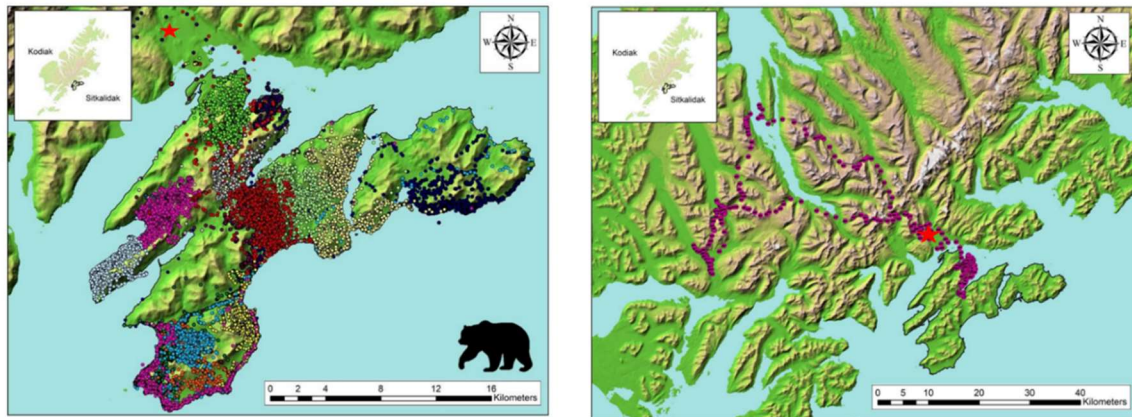 Kodiak
Sitkalidak
N
W E
S
0 2 4 8 12 16
Kilometers
Kodiak
Sitkalidak
N
W E
S
0 5 10 20 30 40
Kilometers